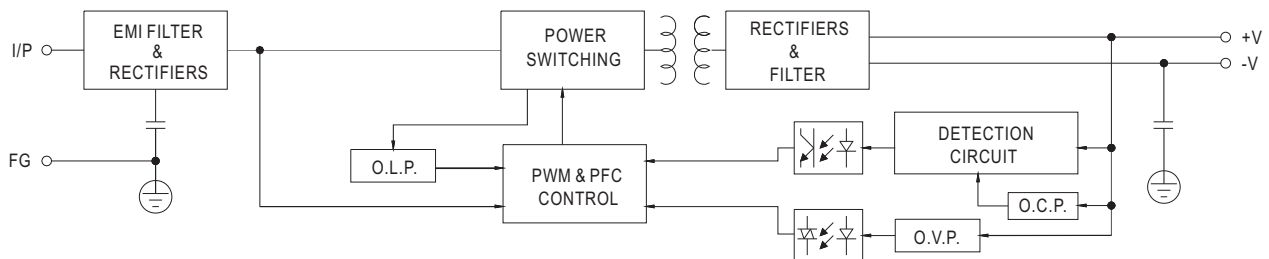 I/P
EMI FILTER
&
RECTIFIERS
POWER
SWITCHING
RECTIFIERS
&
FILTER
+V
-V
FG
O.L.P.
PWM & PFC
CONTROL
DETECTION
CIRCUIT
O.C.P.
O.V.P.